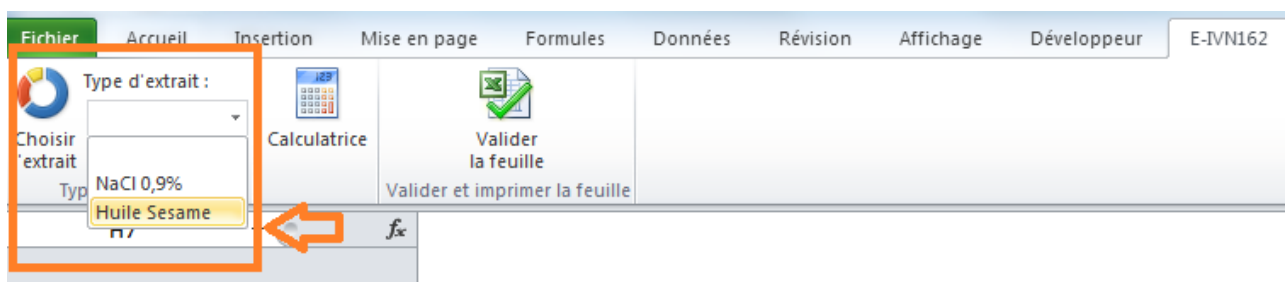 Fichier Accueil Insertion Mise en page Formules Données Révision Affichage Développeur E-IVN162
Type d'extrait :
Choisir
'extrait
Calculatrice
Valider
la feuille
NaCl 0,9%
Huile Sesame
Typ
Valider et imprimer la feuille
H7
fx